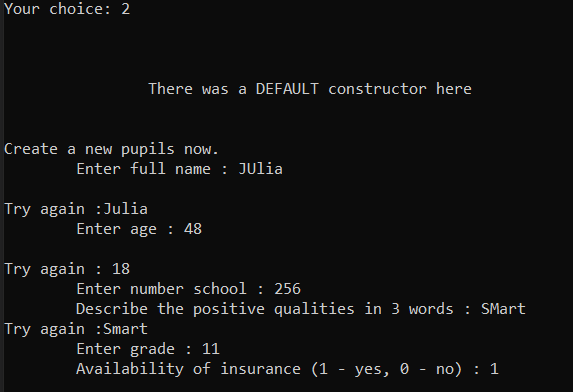 Your choice: 2
There was a DEFAULT constructor here
Create a new pupils now.
Enter full name : JUlia
Try again :Julia
Enter age : 48
Try again : 18
Enter number school : 256
Describe the positive qualities in 3 words : SMart
Try again :Smart
Enter grade : 11
Availability of insurance (1 - yes, 0 - no) : 1